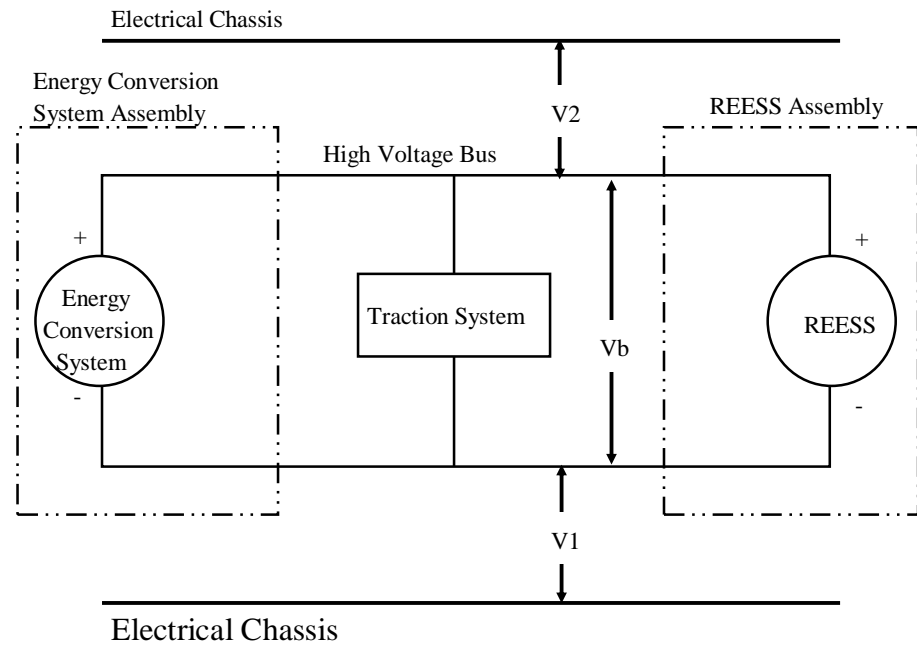 Electrical Chassis
Energy Conversion
System Assembly
V2
REESS Assembly
High Voltage Bus
+
+
Energy
Conversion
System
Traction System
REESS
Vb
-
-
V1
Electrical Chassis